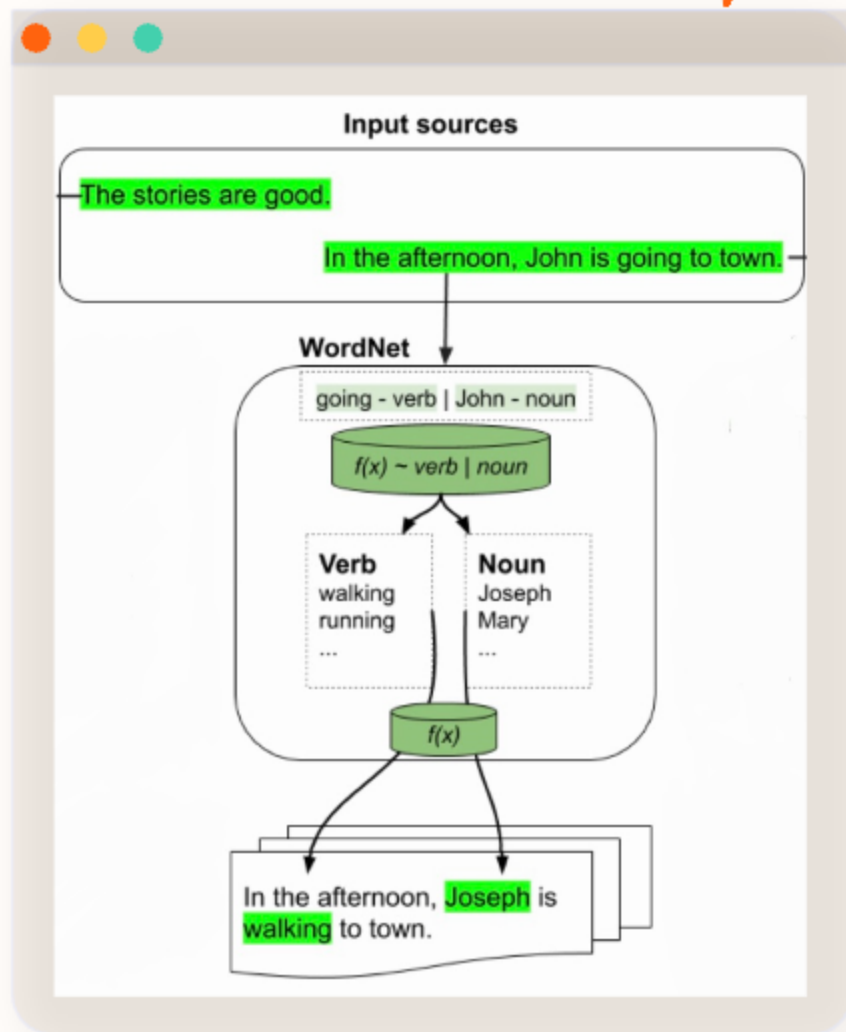 Input sources
The stories are good.
In the afternoon, John is going to town.
WordNet
going - verb | John - noun
f(x) ~ verb | noun
Verb
walking
running
...
Noun
Joseph
Mary
...
f(x)
In the afternoon, Joseph is
walking to town.